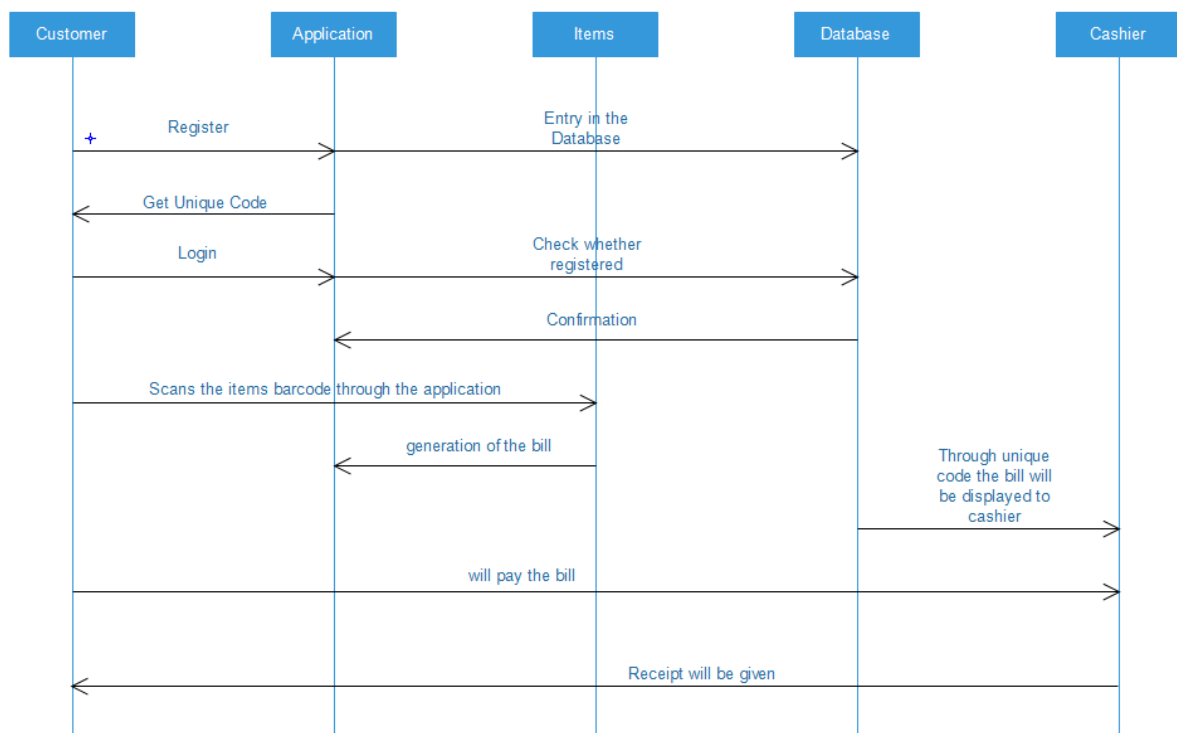 Customer
Application
Items
Database
Cashier
Register
Entry in the
Database
Get Unique Code
Login
Check whether
registered
Confirmation
Scans the items barcode through the application
generation of the bill
Through unique
code the bill will
be displayed to
cashier
will pay the bill
Receipt will be given